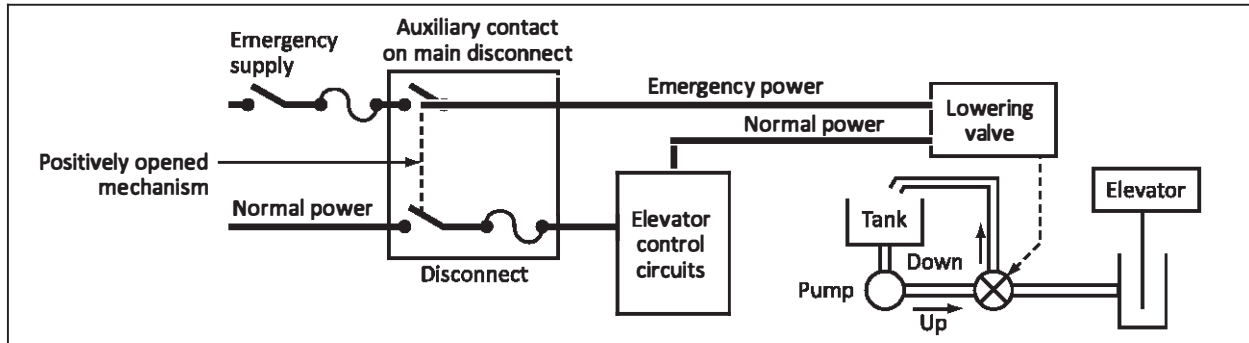 Emergency
supply
Auxiliary contact
on main disconnect
Emergency power
Normal power
Lowering
valve
Positively opened
mechanism
Normal power
Elevator
control
circuits
Disconnect
Tank
Down
Pump
Up
Elevator